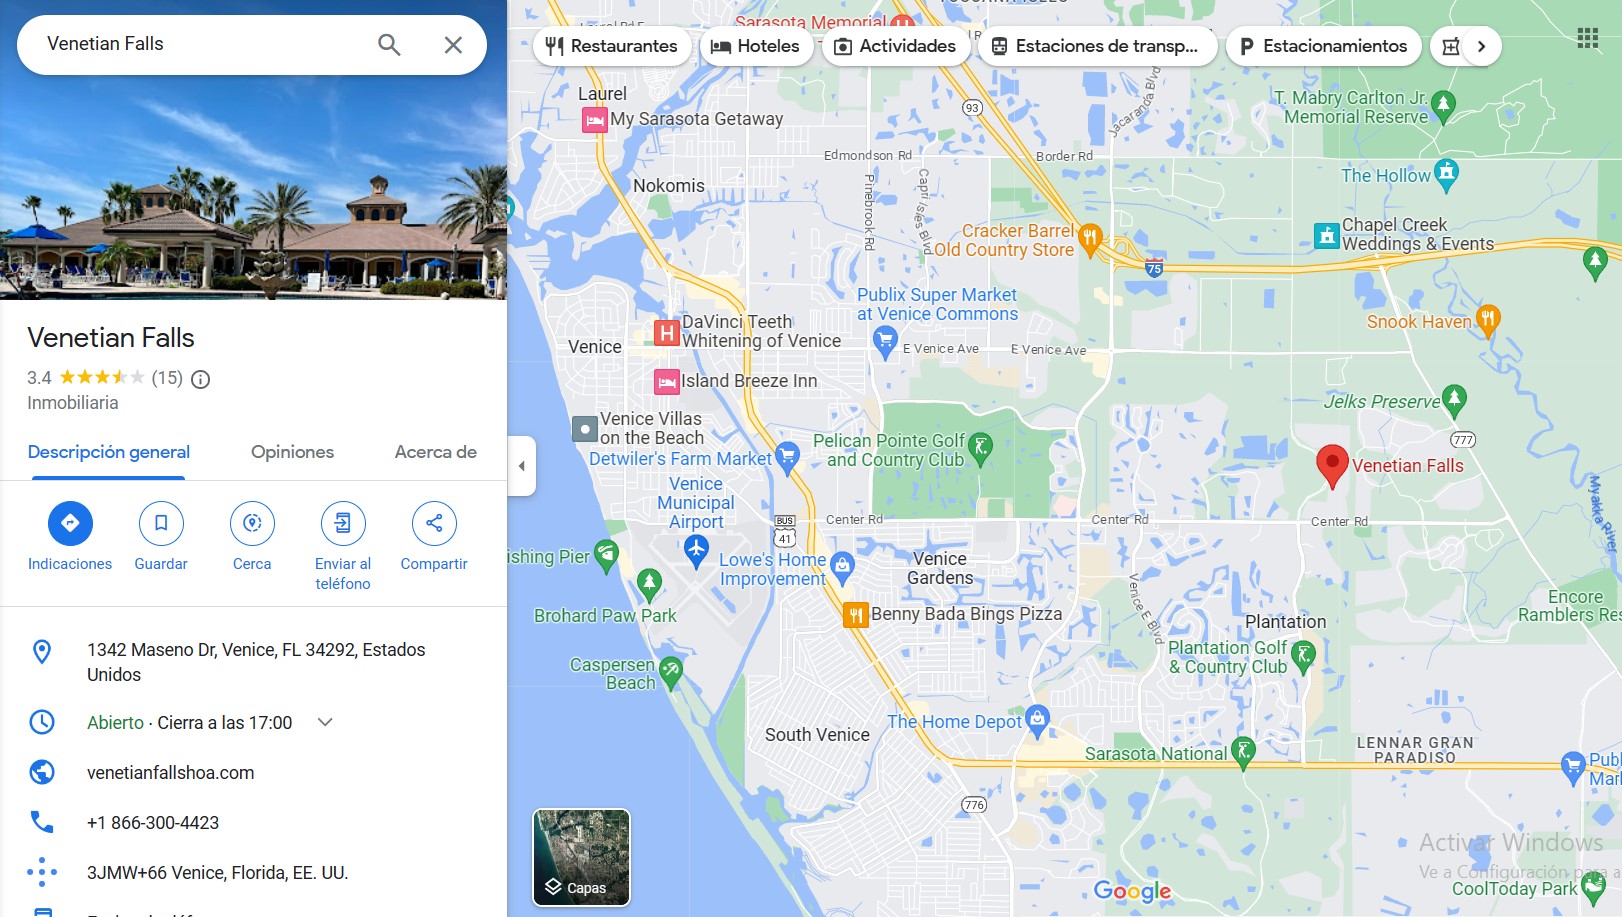 Venetian Falls
Venetian Falls
3.4 (15)
Inmobiliaria
Descripción general
Opiniones
Acerca de
Indicaciones
Guardar
Cerca
Enviar al
teléfono
Compartir
1342 Maseno Dr, Venice, FL 34292, Estados
Unidos
Abierto · Cierra a las 17:00
venetianfallshoa.com
+1 866-300-4423
3JMW+66 Venice, Florida, EE. UU.
Sarasota Memorial
Laurel Rd E
Restaurantes
Hoteles
Actividades
Estaciones de transp...
Estacionamientos
Laurel
My Sarasota Getaway
93
Jacaranda Blvd
T. Mabry Carlton Jr.
Memorial Reserve
Edmondson Rd
Border Rd
Nokomis
Pinebrook Rd
Capri Isles Blvd
The Hollow
Cracker Barrel
Old Country Store
Chapel Creek
Weddings & Events
75
Publix Super Market
at Venice Commons
Snook Haven
DaVinci Teeth
Whitening of Venice
Venice
E Venice Ave
E Venice Ave
Island Breeze Inn
Jelks Preserve
Venice Villas
on the Beach
777
Pelican Pointe Golf
and Country Club
Detwiler's Farm Market
Venetian Falls
Venice
Municipal
Airport
Myakka River
BUS
41
Center Rd
Center Rd
Center Rd
ishing Pier
Lowe's Home
Improvement
Venice
Gardens
Venice E Blvd
Brohard Paw Park
Benny Bada Bings Pizza
Encore
Ramblers Res
Plantation
Plantation Golf
& Country Club
Caspersen
Beach
The Home Depot
South Venice
Sarasota National
LENNAR GRAN
PARADISO
Publ
Mar
776
Activar Windows
Ve a Configuración para a
Capas
Google
CoolToday Park